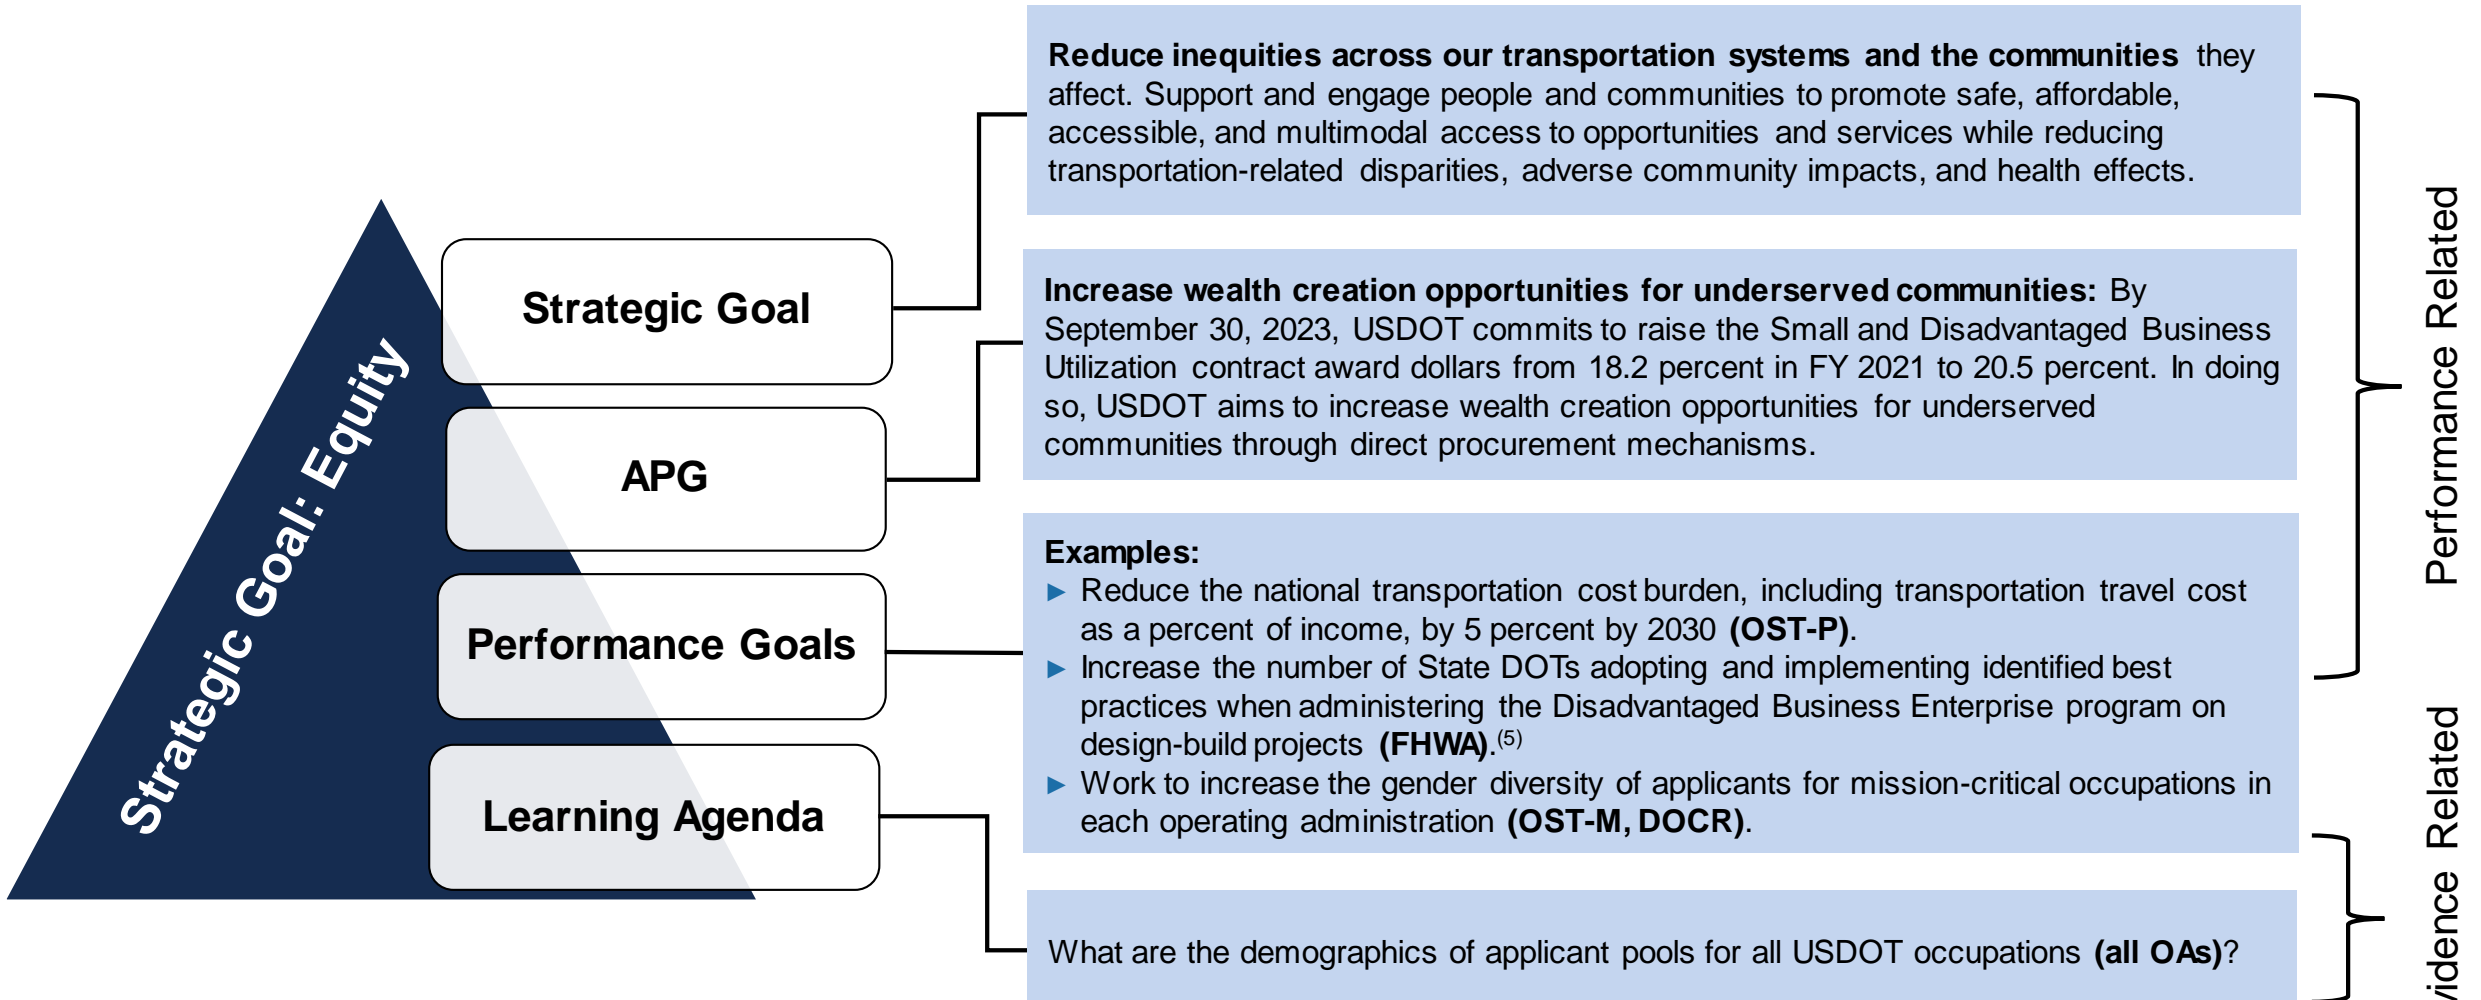 Reduce inequities across our transportation systems and the communities they
affect. Support and engage people and communities to promote safe, affordable,
accessible, and multimodal access to opportunities and services while reducing
transportation-related disparities, adverse community impacts, and health effects.
Strategic Goal: Equity
Strategic Goal
Increase wealth creation opportunities for underserved communities: By
September 30, 2023, USDOT commits to raise the Small and Disadvantaged Business
Utilization contract award dollars from 18.2 percent in FY 2021 to 20.5 percent. In doing
so, USDOT aims to increase wealth creation opportunities for underserved
communities through direct procurement mechanisms.
APG
Performance Related
Examples:
► Reduce the national transportation cost burden, including transportation travel cost
as a percent of income, by 5 percent by 2030 (OST-P).
► Increase the number of State DOTs adopting and implementing identified best
practices when administering the Disadvantaged Business Enterprise program on
design-build projects (FHWA).(5)
► Work to increase the gender diversity of applicants for mission-critical occupations in
each operating administration (OST-M, DOCR).
Performance Goals
Learning Agenda
What are the demographics of applicant pools for all USDOT occupations (all OAs)?
Related